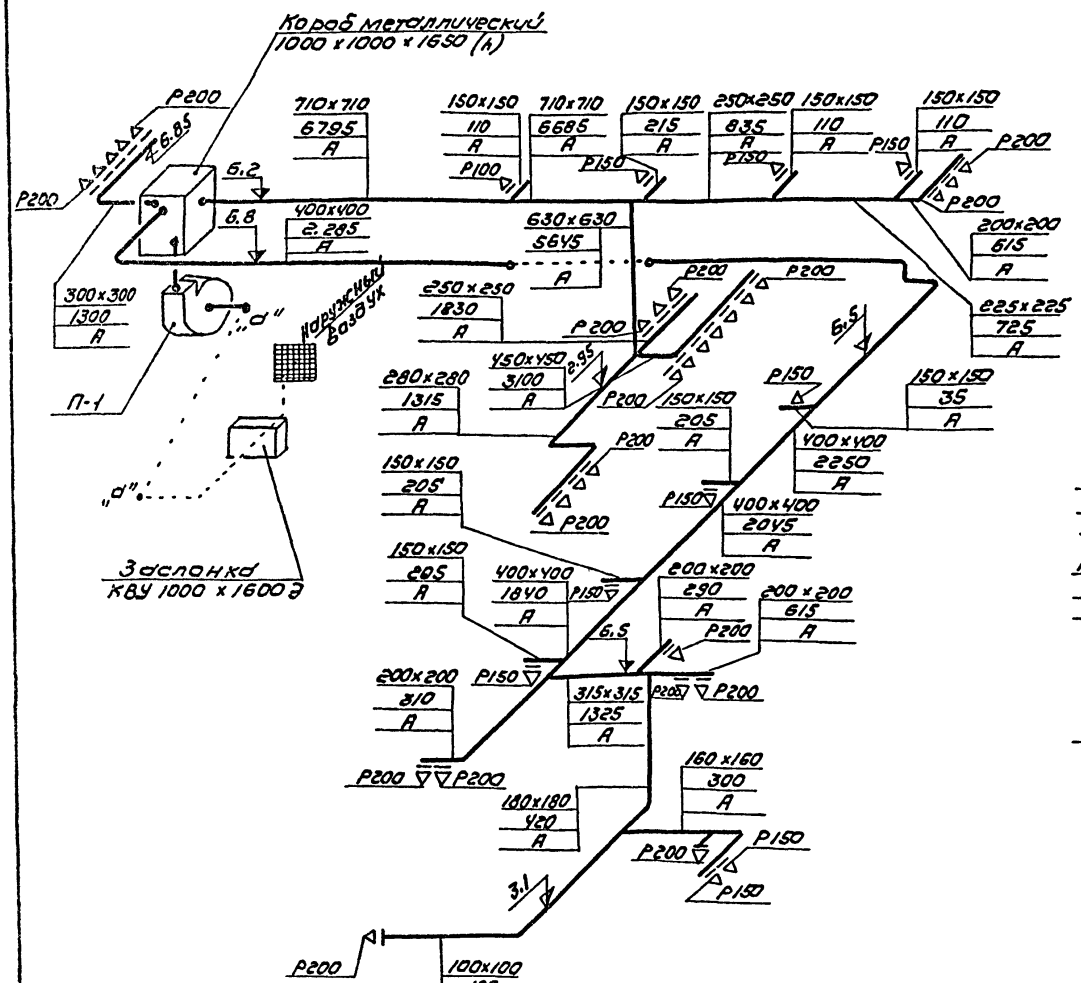 Короб металлический
1000 x 1000 x 1650 (h)
P200
6.85
P200
710x710
6795
А
150x150
110
А
710x710
6685
А
150x150
215
А
250x250
835
А
150x150
110
А
150x150
110
А
P100
P150
P150
P150
P200
P200
6.2
6.8
400x400
2.285
А
630x630
5645
А
200x200
615
А
300x300
1300
А
"а"
наружный
воздух
250x250
1830
А
P200
P200
P200
225x225
725
А
6.5
П-1
280x280
1315
А
450x450
3100
А
2.95
P200
150x150
205
А
P150
150x150
35
А
400x400
2250
А
"а"
150x150
205
А
P200
P200
P150
400x400
2045
А
Заслонка
КВУ 1000 x 1600 Э
150x150
205
А
400x400
1840
А
P150
200x200
290
А
200x200
615
А
6.5
P200
P150
200x200
310
А
315x315
1325
А
P200
P200
P200
P200
160x160
300
А
180x180
420
А
P200
P150
P150
3.1
P200
100x100